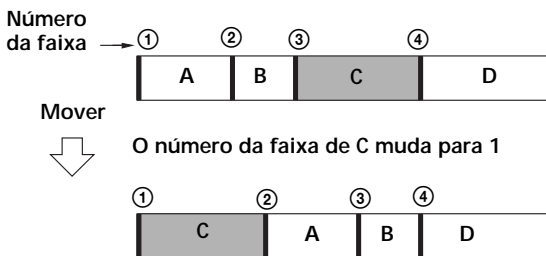 Número
da faixa
① ② ③ ④
A B C D
Mover
O número da faixa de C muda para 1
① ② ③ ④
C A B D